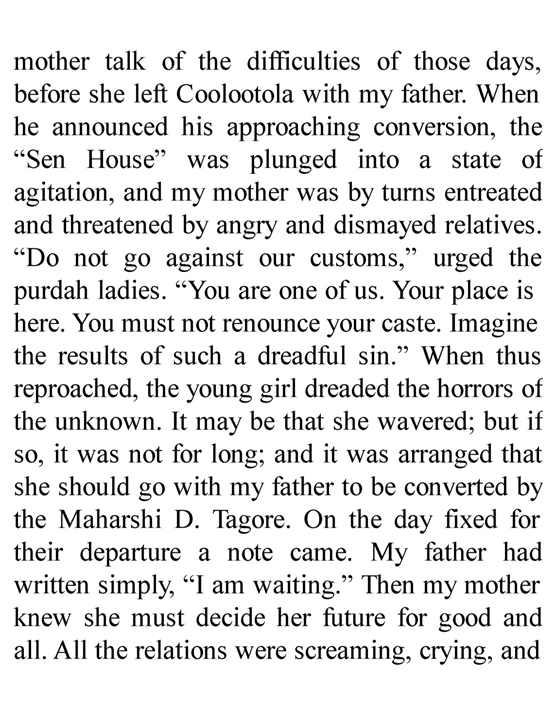 mother talk of the difficulties of those days,
before she left Coolootola with my father. When
he announced his approaching conversion, the
“Sen House” was plunged into a state of
agitation, and my mother was by turns entreated
and threatened by angry and dismayed relatives.
“Do not go against our customs,” urged the
purdah ladies. “You are one of us. Your place is
here. You must not renounce your caste. Imagine
the results of such a dreadful sin.” When thus
reproached, the young girl dreaded the horrors of
the unknown. It may be that she wavered; but if
so, it was not for long; and it was arranged that
she should go with my father to be converted by
the Maharshi D. Tagore. On the day fixed for
their departure a note came. My father had
written simply, “I am waiting.” Then my mother
knew she must decide her future for good and
all. All the relations were screaming, crying, and